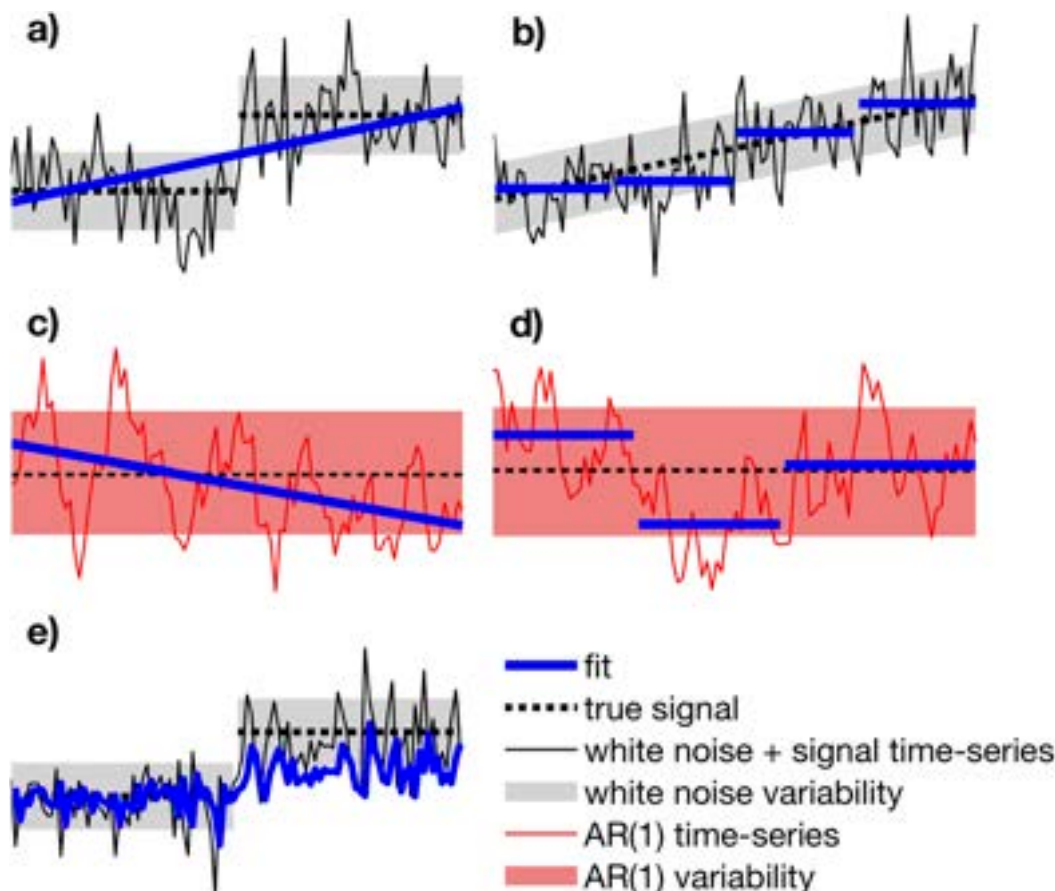 a)
b)
c)
d)
e)
fit
true signal
white noise + signal time-series
white noise variability
AR(1) time-series
AR(1) variability